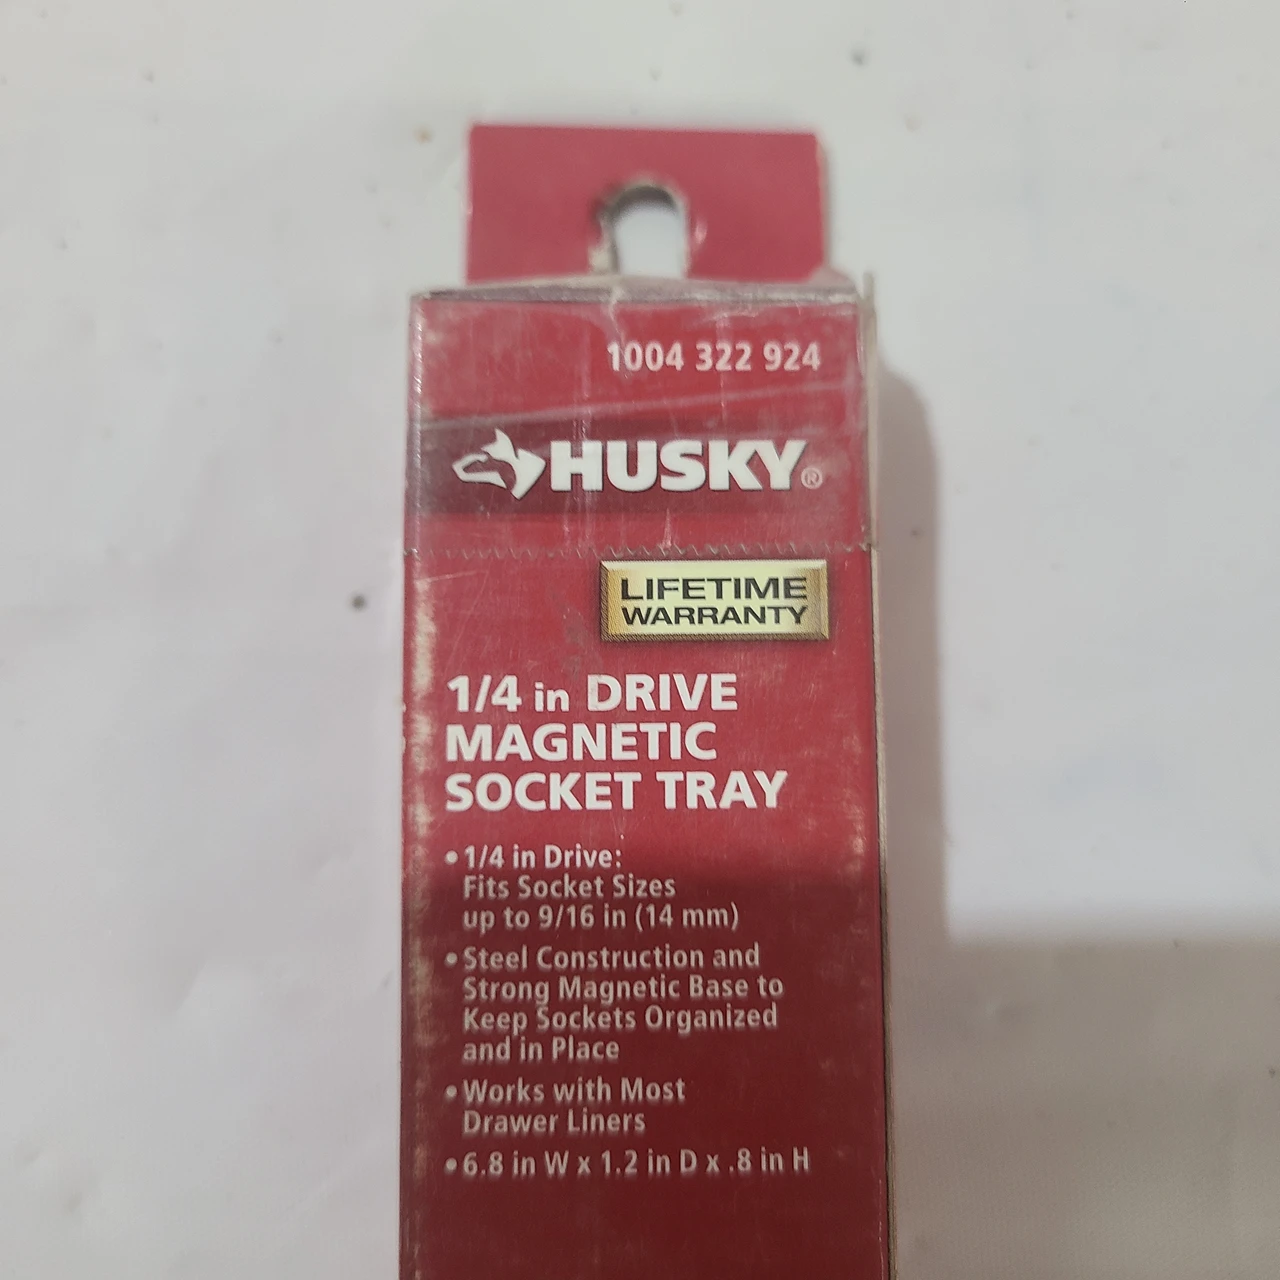 1004 322 924
HUSKY®
LIFETIME
WARRANTY
1/4 in DRIVE
MAGNETIC
SOCKET TRAY
• 1/4 in Drive:
Fits Socket Sizes
up to 9/16 in (14 mm)
• Steel Construction and
Strong Magnetic Base to
Keep Sockets Organized
and in Place
• Works with Most
Drawer Liners
• 6.8 in W x 1.2 in D x .8 in H